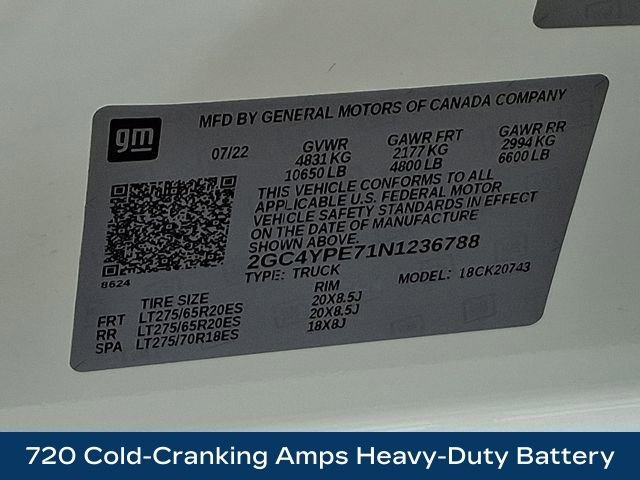 MFD BY GENERAL MOTORS OF CANADA COMPANY
gm
07/22
GVWR GAWR FRT GAWR RR
4831 KG 2177 KG 2994 KG
10650 LB 4800 LB 6600 LB
THIS VEHICLE CONFORMS TO ALL
APPLICABLE U.S. FEDERAL MOTOR
VEHICLE SAFETY STANDARDS IN EFFECT
ON THE DATE OF MANUFACTURE
SHOWN ABOVE.
2GC4YPE71N1236788
8624
TYPE: TRUCK MODEL: 18CK20743
TIRE SIZE RIM
FRT LT275/65R20ES 20X8.5J
RR LT275/65R20ES 20X8.5J
SPA LT275/70R18ES 18X8J
720 Cold-Cranking Amps Heavy-Duty Battery